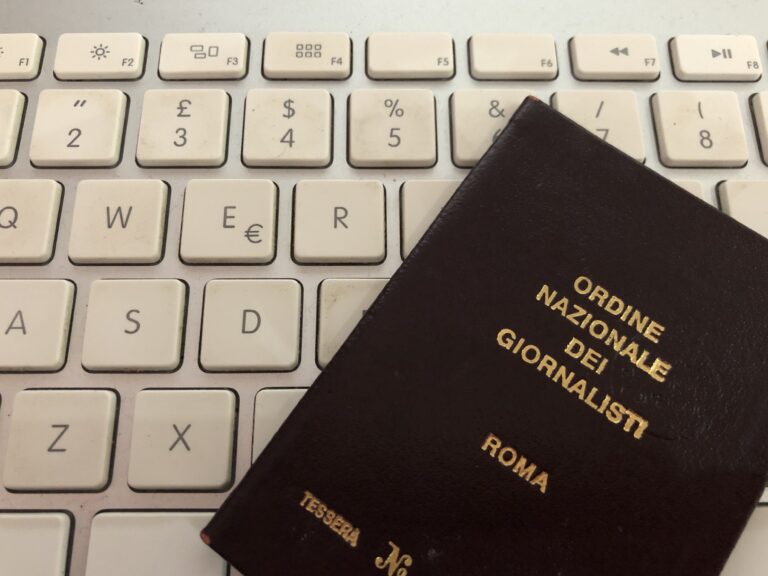 F1 F2 F3 F4 F5 F6 F7 F8
" £ $ % & / (
2 3 4 5 6 7 8
Q W E € R
A S D
Z X
ORDINE
NAZIONALE
DEI
GIORNALISTI
ROMA
TESSERA N